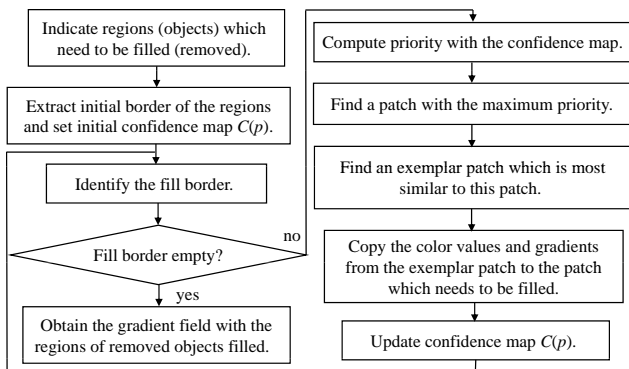 Indicate regions (objects) which
need to be filled (removed).
Extract initial border of the regions
and set initial confidence map C(p).
Identify the fill border.
Fill border empty?
no
yes
Obtain the gradient field with the
regions of removed objects filled.
Compute priority with the confidence map.
Find a patch with the maximum priority.
Find an exemplar patch which is most
similar to this patch.
Copy the color values and gradients
from the exemplar patch to the patch
which needs to be filled.
Update confidence map C(p).